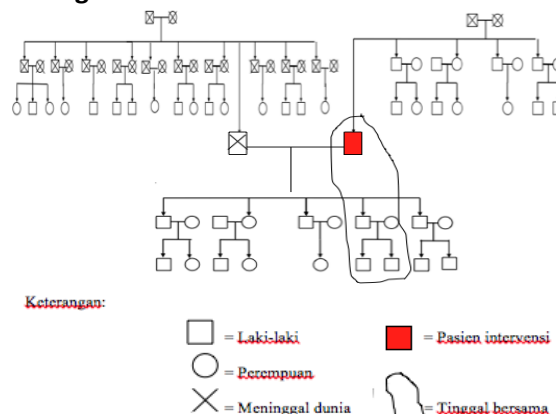 Keterangan:
= Laki-laki
= Pasien intervensi
= Perempuan
= Meninggal dunia
= Tinggal bersama